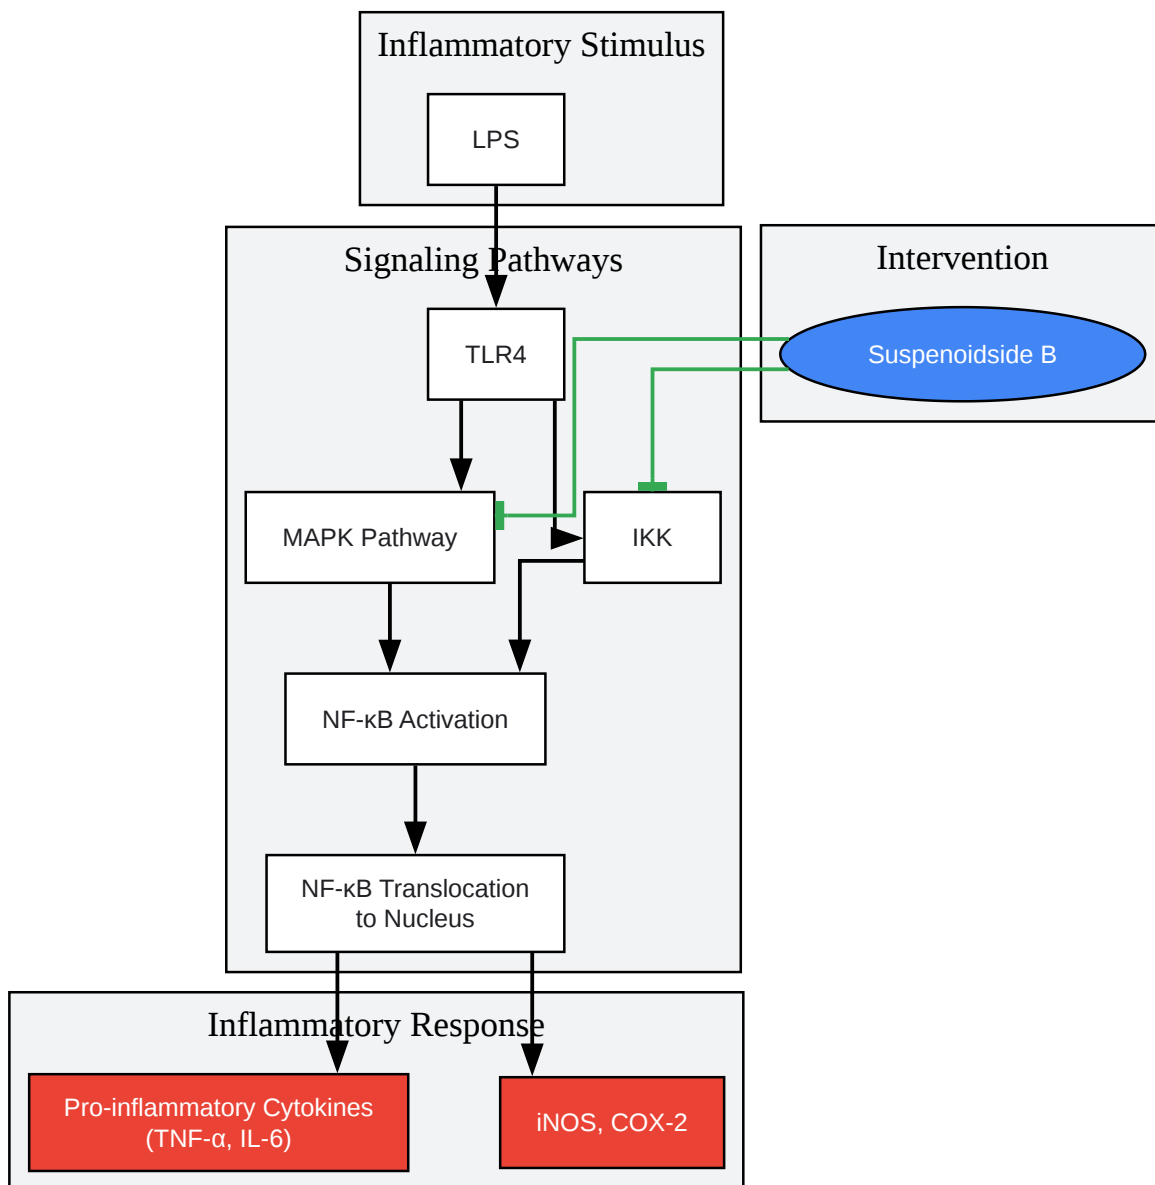 Inflammatory Stimulus
LPS
Signaling Pathways
Intervention
TLR4
Suspenoidside B
MAPK Pathway
IKK
NF-κB Activation
NF-κB Translocation
to Nucleus
Inflammatory Response
Pro-inflammatory Cytokines
(TNF-α, IL-6)
iNOS, COX-2